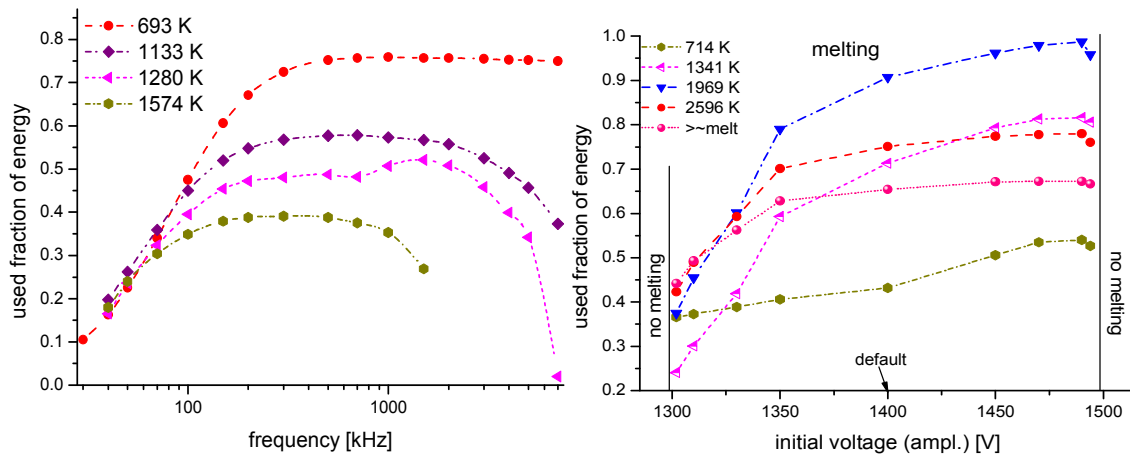 693 K
1133 K
1280 K
1574 K
used fraction of energy
0.8
0.7
0.6
0.5
0.4
0.3
0.2
0.1
0.0
100
1000
frequency [kHz]
melting
714 K
1341 K
1969 K
2596 K
>~melt
used fraction of energy
1.0
0.9
0.8
0.7
0.6
0.5
0.4
0.3
0.2
no melting
no melting
default
1300
1350
1400
1450
1500
initial voltage (ampl.) [V]